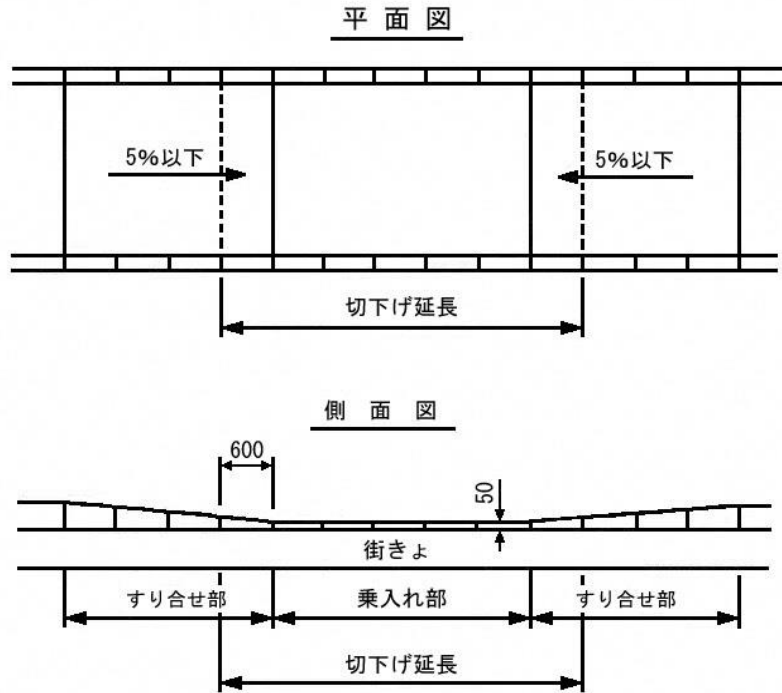 平面図
5%以下
5%以下
切下げ延長
側面図
600
50
街きょ
すり合せ部
乗入れ部
すり合せ部
切下げ延長